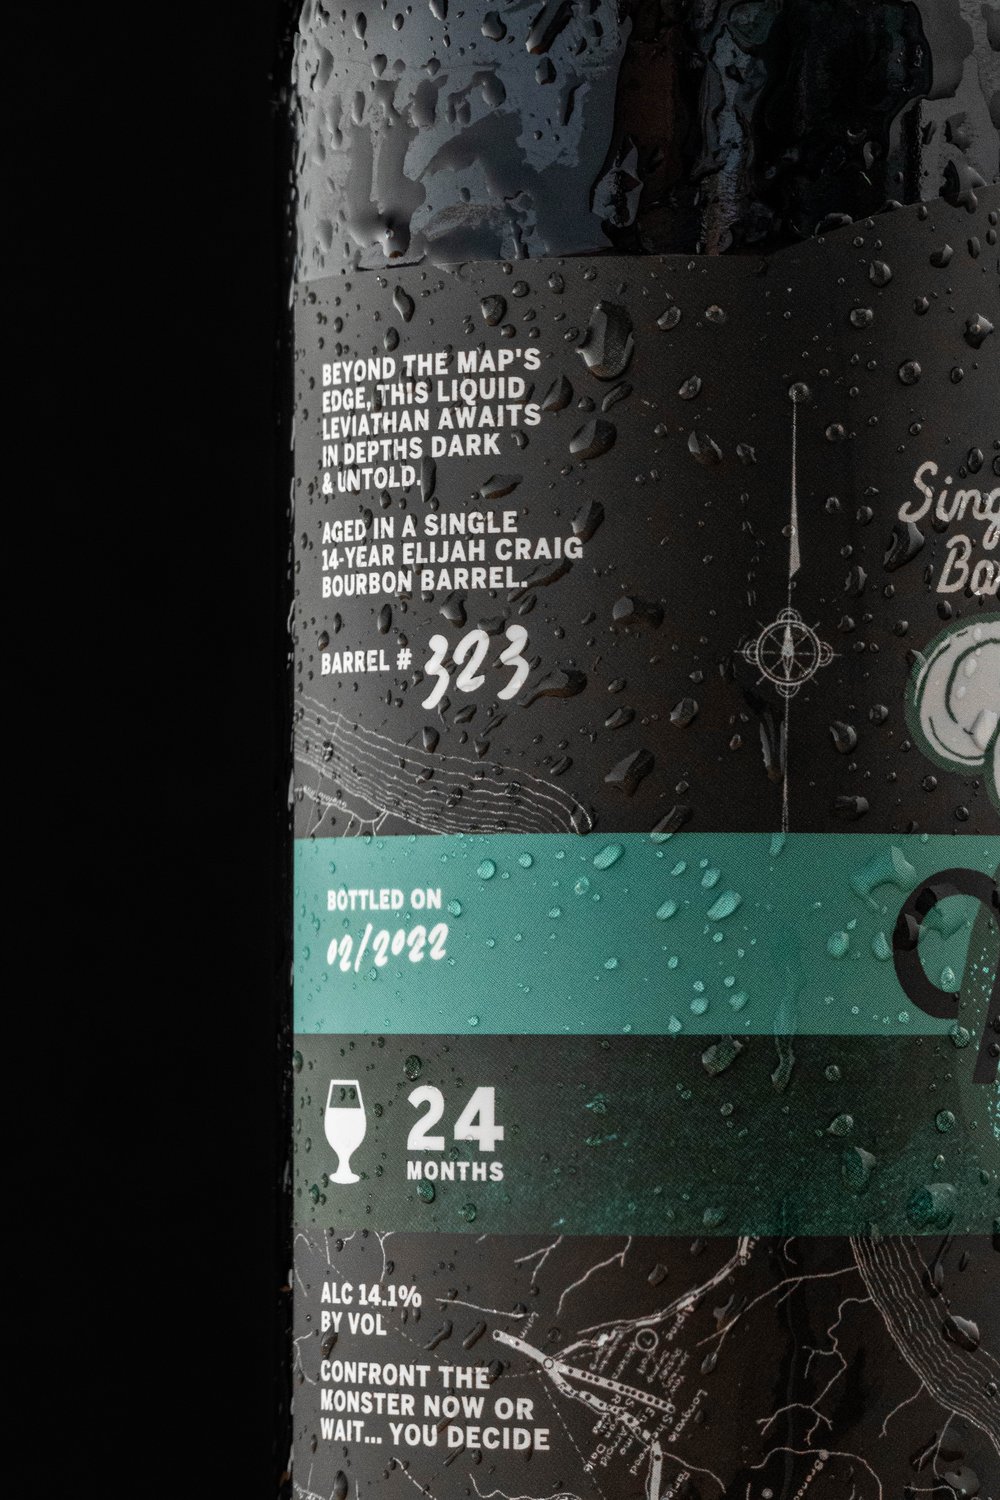 BEYOND THE MAP'S
EDGE, THIS LIQUID
LEVIATHAN AWAITS
IN DEPTHS DARK
& UNTOLD.
AGED IN A SINGLE
14-YEAR ELIJAH CRAIG
BOURBON BARREL.
BARREL # 323
Sing
Ba
BOTTLED ON
02/2022
24
MONTHS
ALC 14.1%
BY VOL
CONFRONT THE
MONSTER NOW OR
WAIT... YOU DECIDE